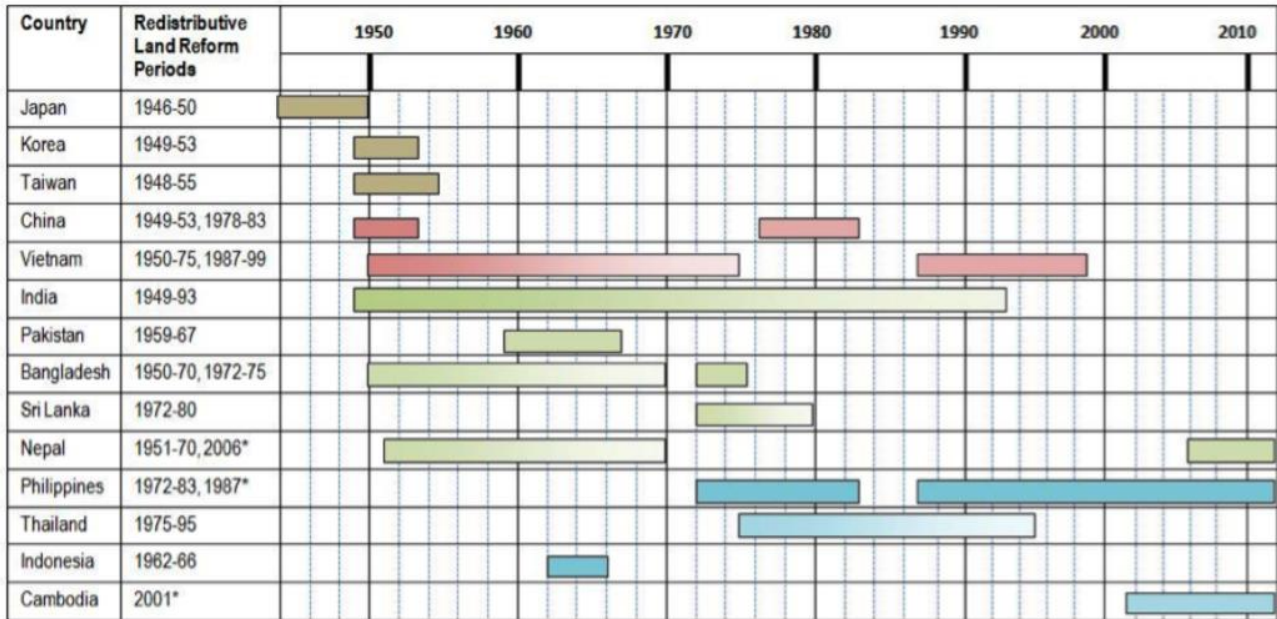 Country Redistributive Land Reform Periods 1950 1960 1970 1980 1990 2000 2010
Japan 1946-50
Korea 1949-53
Taiwan 1948-55
China 1949-53, 1978-83
Vietnam 1950-75, 1987-99
India 1949-93
Pakistan 1959-67
Bangladesh 1950-70, 1972-75
Sri Lanka 1972-80
Nepal 1951-70, 2006*
Philippines 1972-83, 1987*
Thailand 1975-95
Indonesia 1962-66
Cambodia 2001*